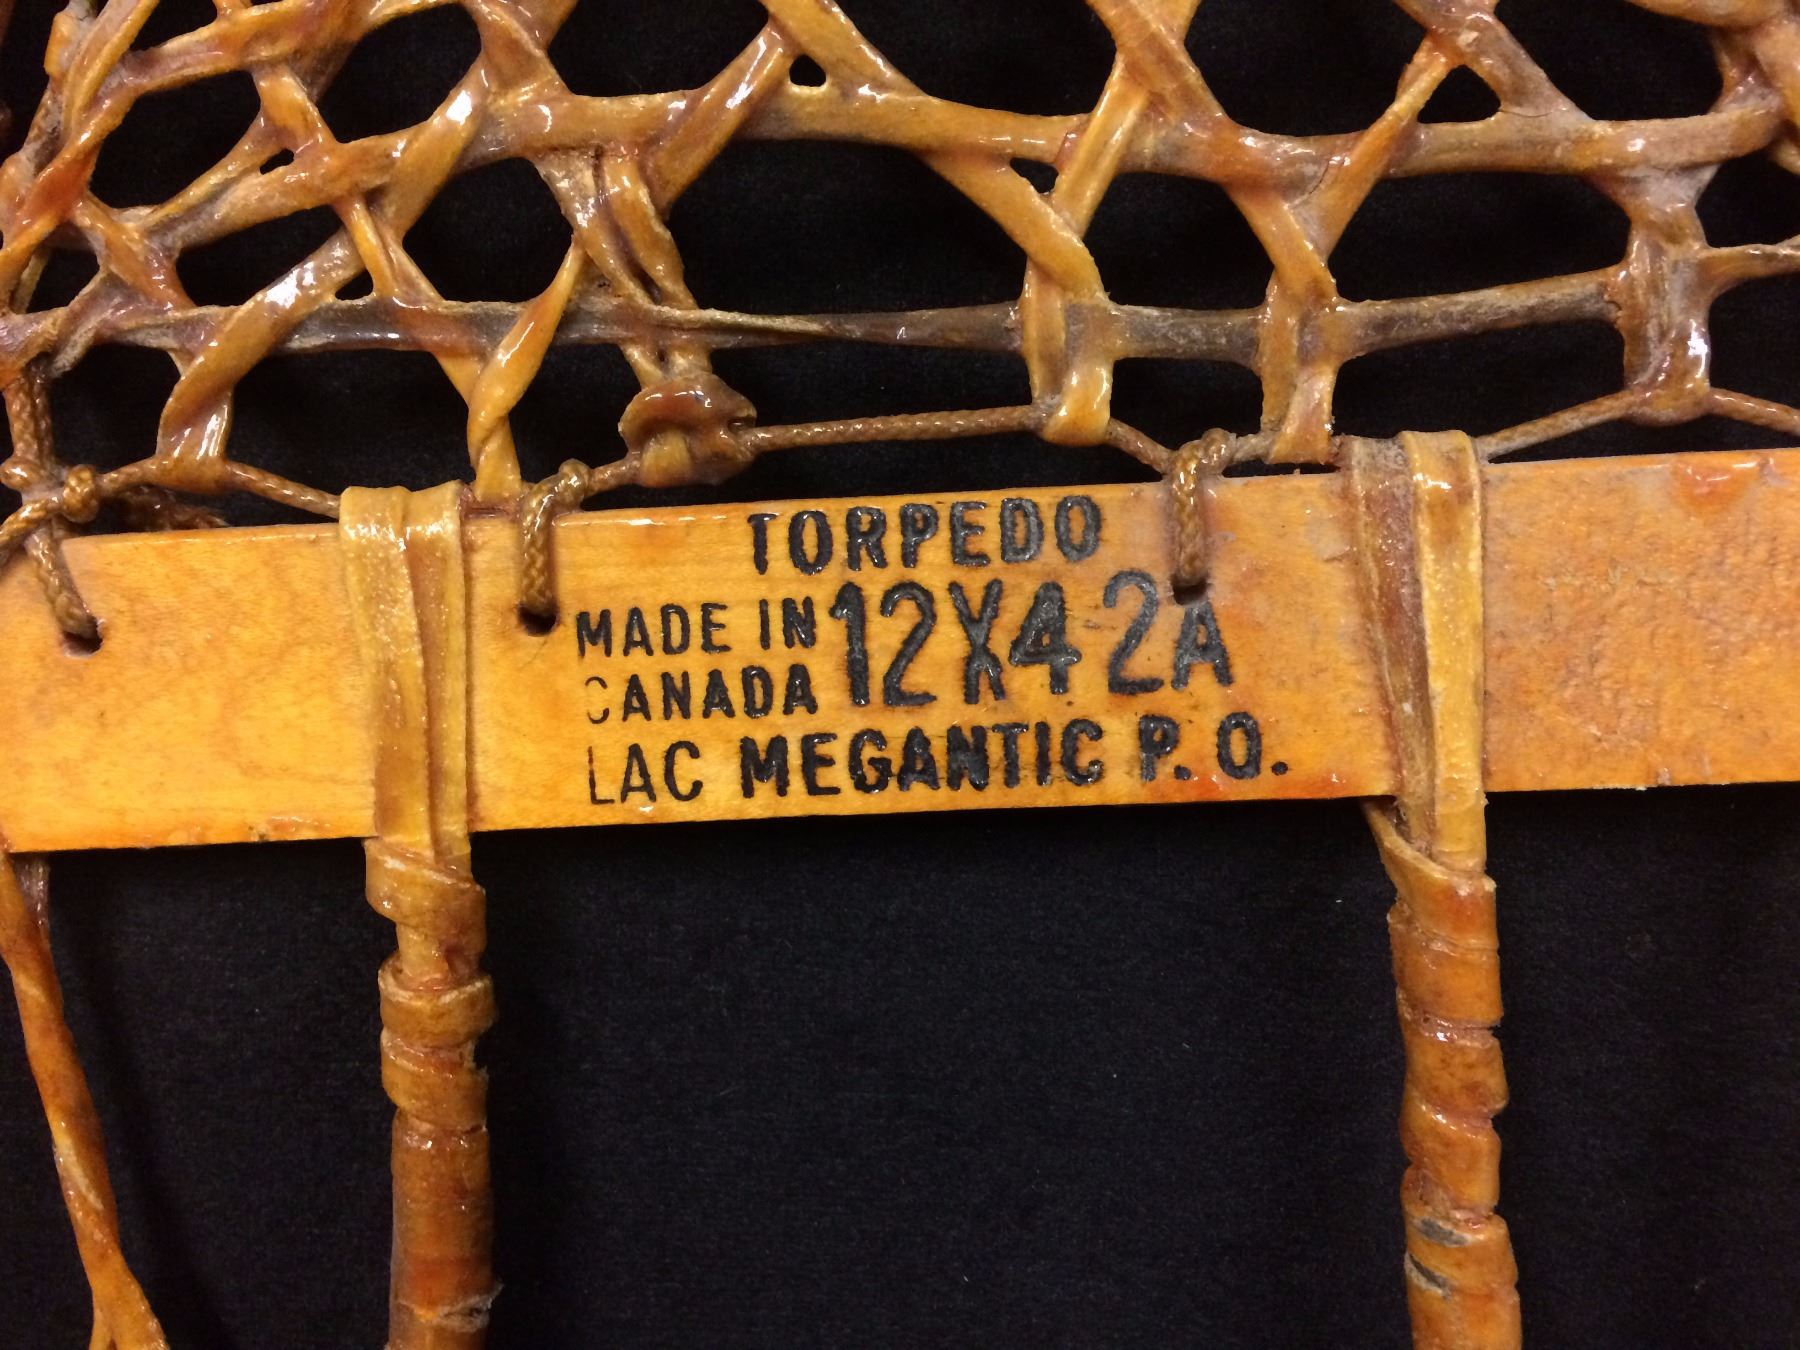 TORPEDO
MADE IN 12X42A
CANADA
LAC MEGANTIC P. Q.